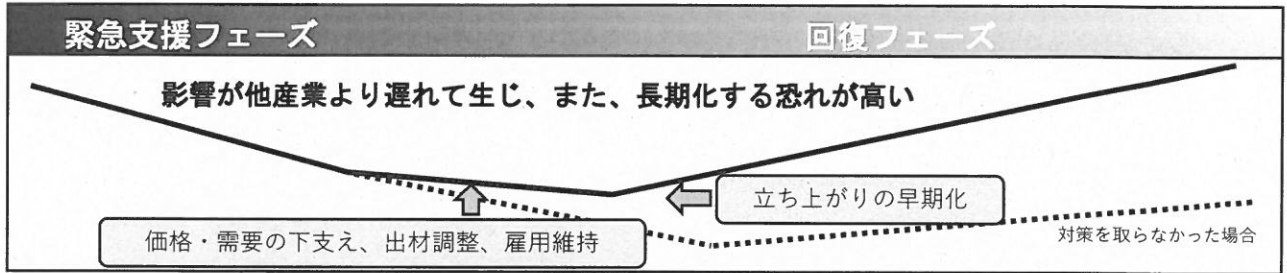 緊急支援フェーズ
回復フェーズ
影響が他産業より遅れて生じ、また、長期化する恐れが高い
立ち上がりの早期化
価格・需要の下支え、出材調整、雇用維持
対策を取らなかった場合